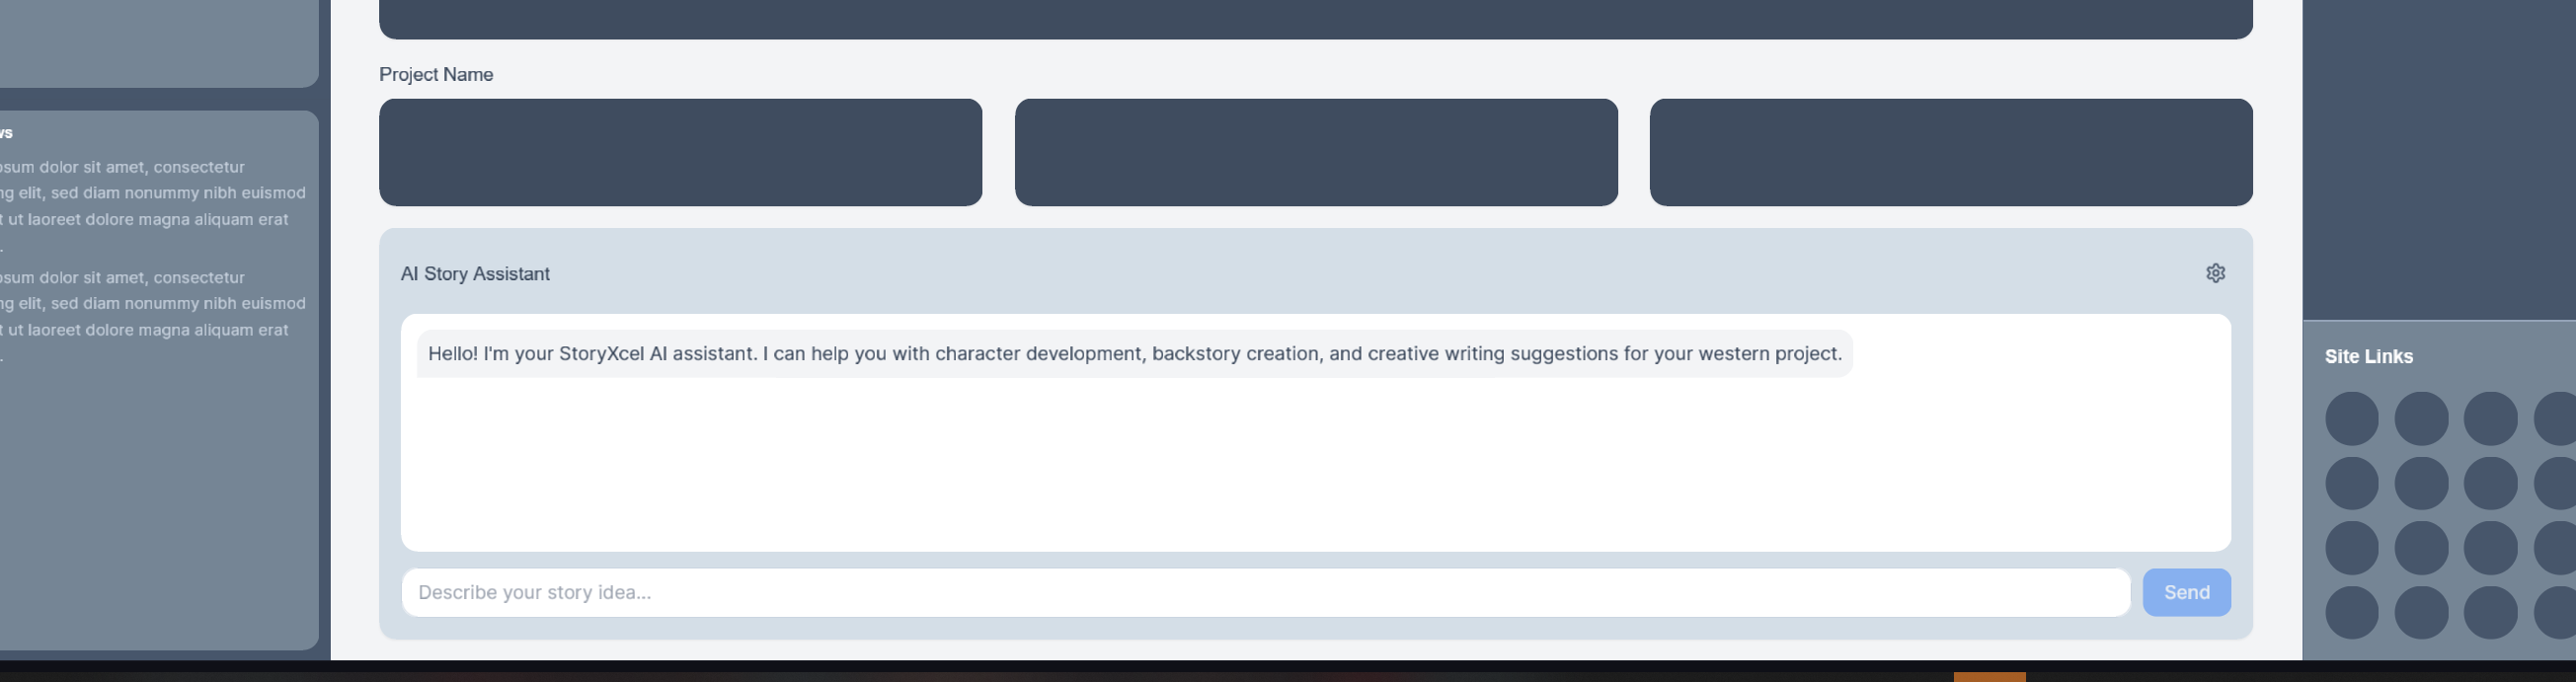 Project Name
ws
psum dolor sit amet, consectetur
ng elit, sed diam nonummy nibh euismod
t ut laoreet dolore magna aliquam erat
.
psum dolor sit amet, consectetur
ng elit, sed diam nonummy nibh euismod
t ut laoreet dolore magna aliquam erat
.
AI Story Assistant
Hello! I'm your StoryXcel AI assistant. I can help you with character development, backstory creation, and creative writing suggestions for your western project.
Describe your story idea...
Send
Site Links